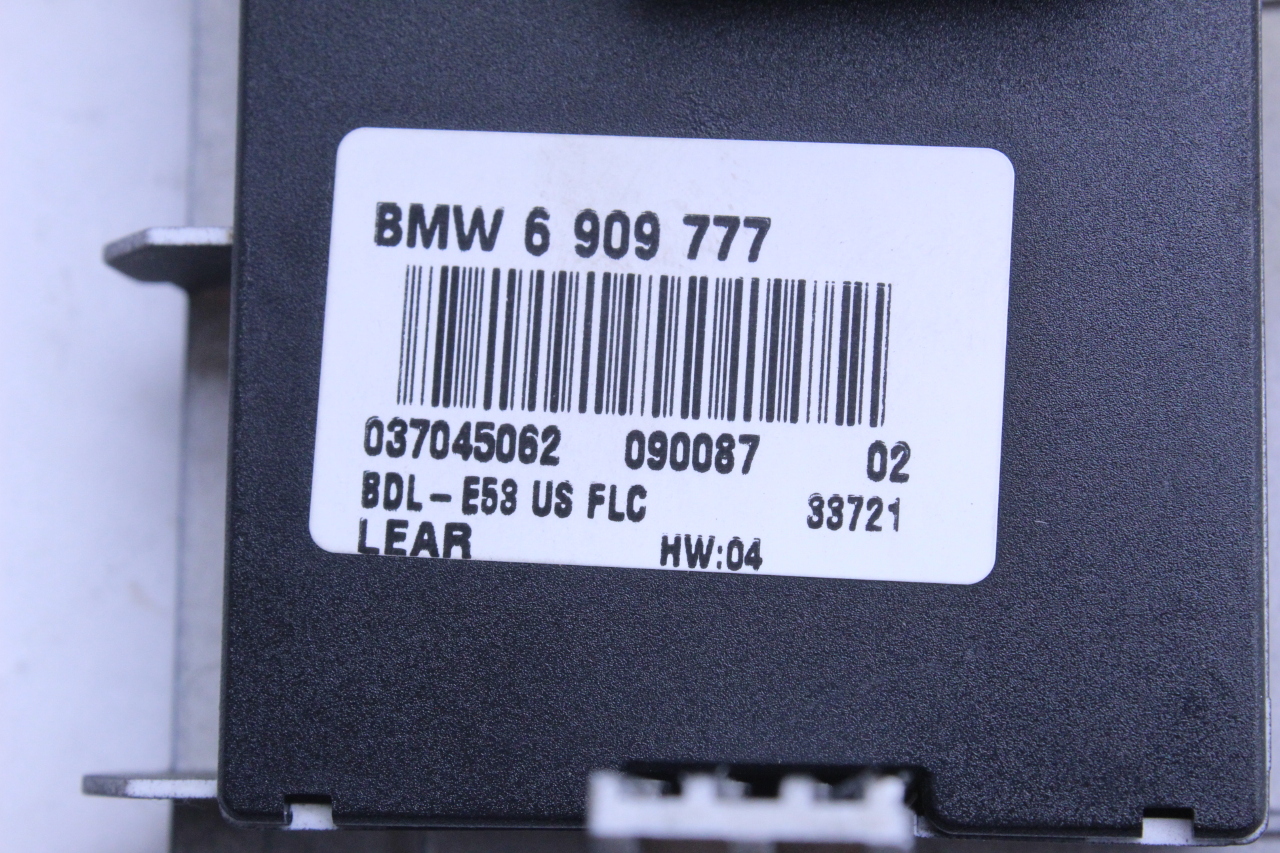 BMW 6 909 777
037045062 090087 02
BDL-E53 US FLC 33721
LEAR HW:04